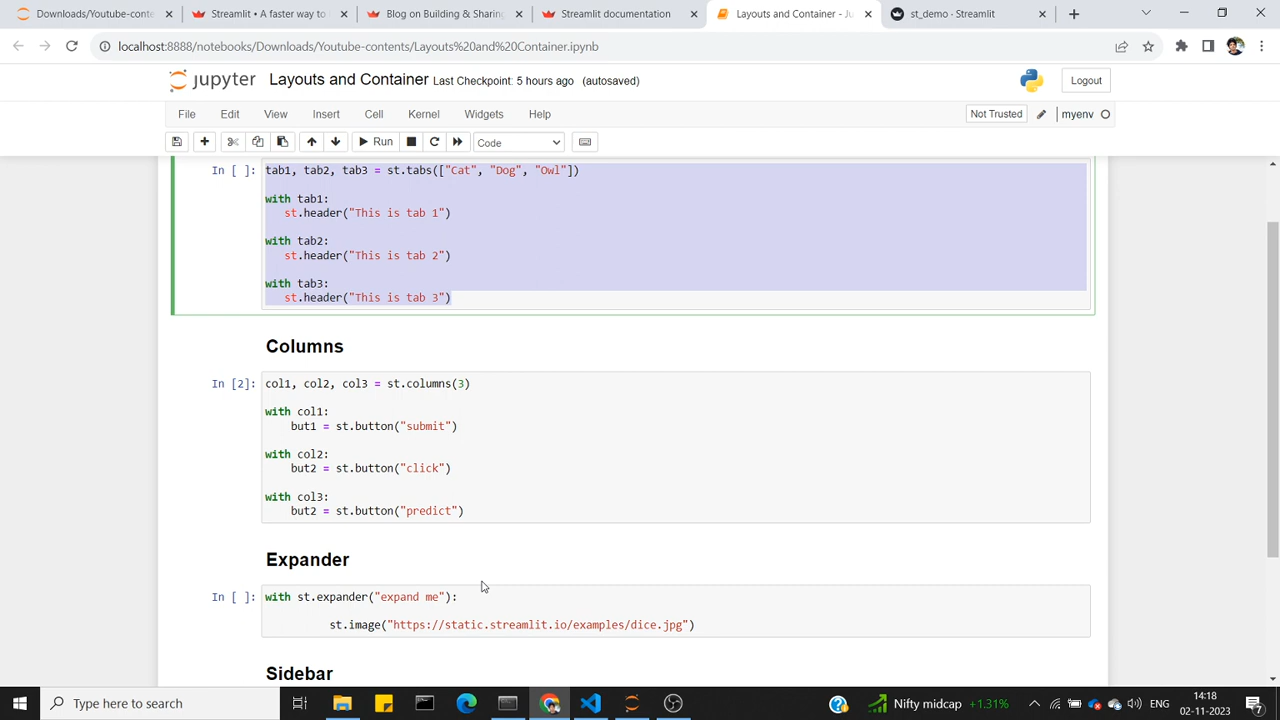 Downloads/Youtube-conte
Streamlit • A faster way to
Blog on Building & Sharing
Streamlit documentation
Layouts and Container - Ju
st_demo · Streamlit
localhost:8888/notebooks/Downloads/Youtube-contents/Layouts%20and%20Container.ipynb
jupyter Layouts and Container Last Checkpoint: 5 hours ago (autosaved)
Logout
File Edit View Insert Cell Kernel Widgets Help
Not Trusted
myenv
Run
Code
In [ ]: tab1, tab2, tab3 = st.tabs(["Cat", "Dog", "Owl"])
with tab1:
st.header("This is tab 1")
with tab2:
st.header("This is tab 2")
with tab3:
st.header("This is tab 3")
Columns
In [2]: col1, col2, col3 = st.columns(3)
with col1:
but1 = st.button("submit")
with col2:
but2 = st.button("click")
with col3:
but2 = st.button("predict")
Expander
In [ ]: with st.expander("expand me"):
st.image("https://static.streamlit.io/examples/dice.jpg")
Sidebar
Type here to search
Nifty midcap +1.31%
ENG
14:18
02-11-2023
7